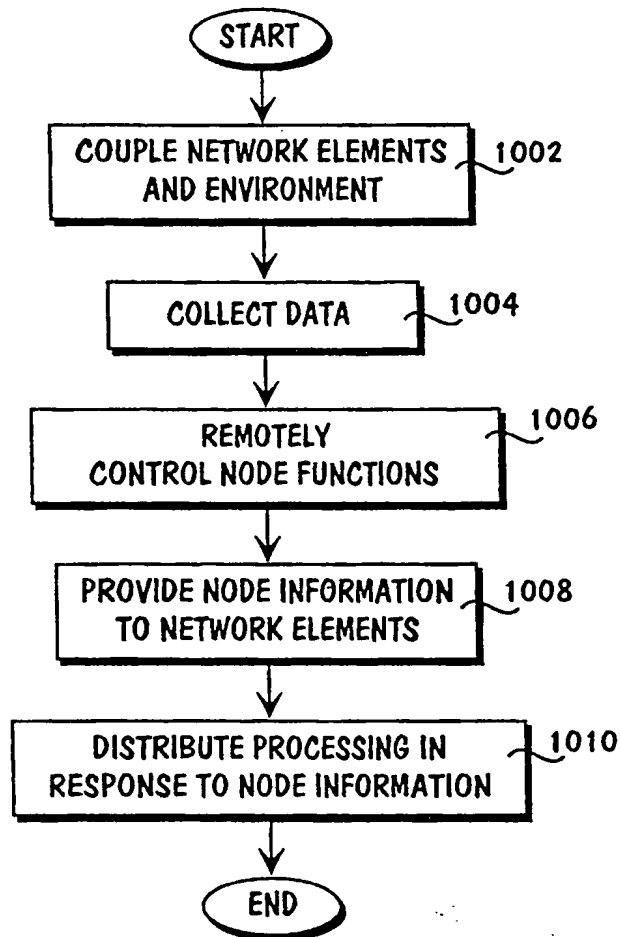 START
COUPLE NETWORK ELEMENTS
AND ENVIRONMENT
1002
COLLECT DATA
1004
REMOTELY
CONTROL NODE FUNCTIONS
1006
PROVIDE NODE INFORMATION
TO NETWORK ELEMENTS
1008
DISTRIBUTE PROCESSING IN
RESPONSE TO NODE INFORMATION
1010
END